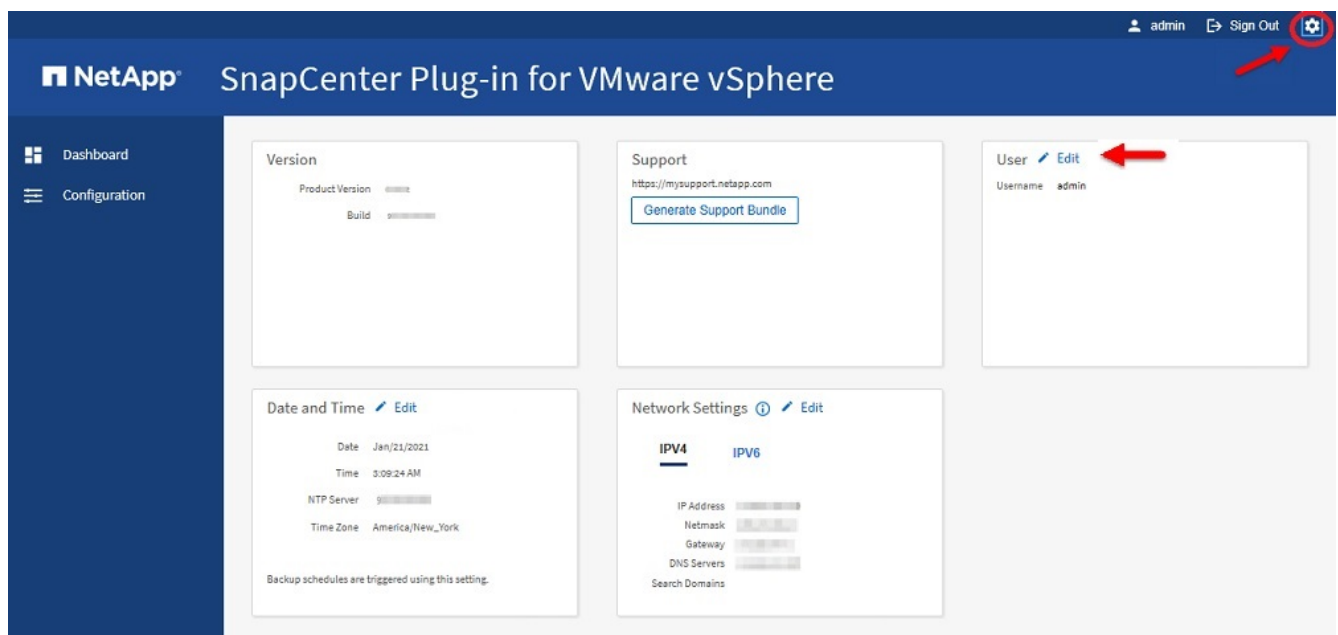 admin Sign Out
NetApp SnapCenter Plug-in for VMware vSphere
Dashboard
Configuration
Version
Product Version
Build
Support
https://mysupport.netapp.com
Generate Support Bundle
User Edit
Username admin
Date and Time Edit
Date Jan/21/2021
Time 3:09:24 AM
NTP Server
Time Zone America/New_York
Backup schedules are triggered using this setting.
Network Settings Edit
IPV4 IPV6
IP Address
Netmask
Gateway
DNS Servers
Search Domains